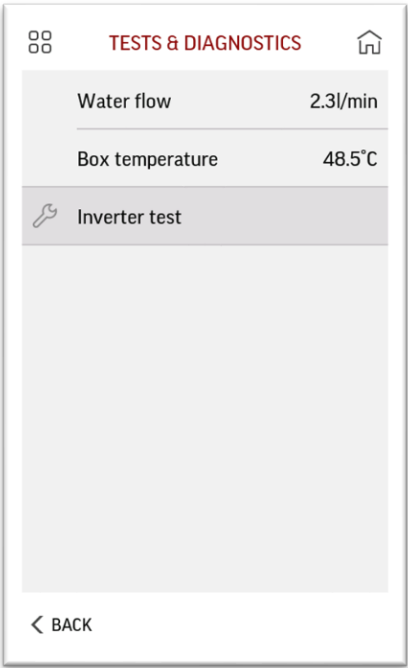 TESTS & DIAGNOSTICS
Water flow 2.3l/min
Box temperature 48.5°C
Inverter test
BACK